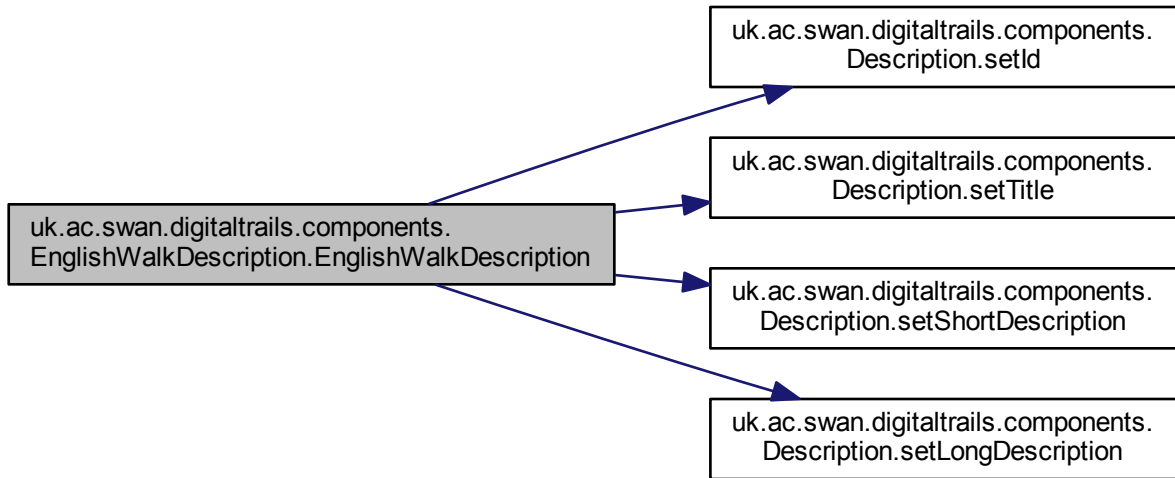 uk.ac.swan.digitaltrails.components.
Description.setId
uk.ac.swan.digitaltrails.components.
Description.setTitle
uk.ac.swan.digitaltrails.components.
EnglishWalkDescription.EnglishWalkDescription
uk.ac.swan.digitaltrails.components.
Description.setShortDescription
uk.ac.swan.digitaltrails.components.
Description.setLongDescription